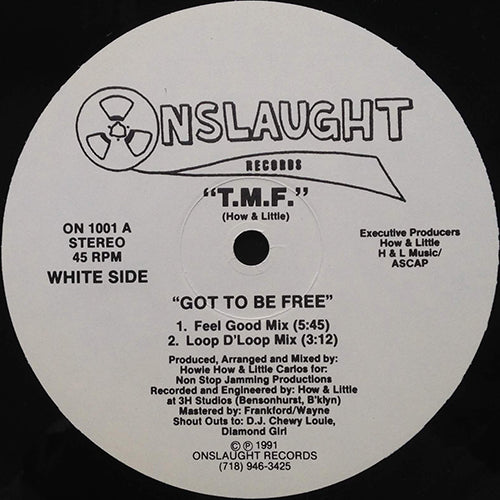 ONSLAUGHT
RECORDS
"T.M.F."
(How & Little)
ON 1001 A
STEREO
45 RPM
WHITE SIDE
Executive Producers
How & Little
H & L Music/
ASCAP
"GOT TO BE FREE"
1. Feel Good Mix (5:45)
2. Loop D'Loop Mix (3:12)
Produced, Arranged and Mixed by:
Howie How & Little Carlos for:
Non Stop Jamming Productions
Recorded and Engineered by: How & Little
at 3H Studios (Bensonhurst, B'klyn)
Mastered by: Frankford/Wayne
Shout Outs to: D.J. Chewy Louie,
Diamond Girl
© ℗ 1991
ONSLAUGHT RECORDS
(718) 946-3425